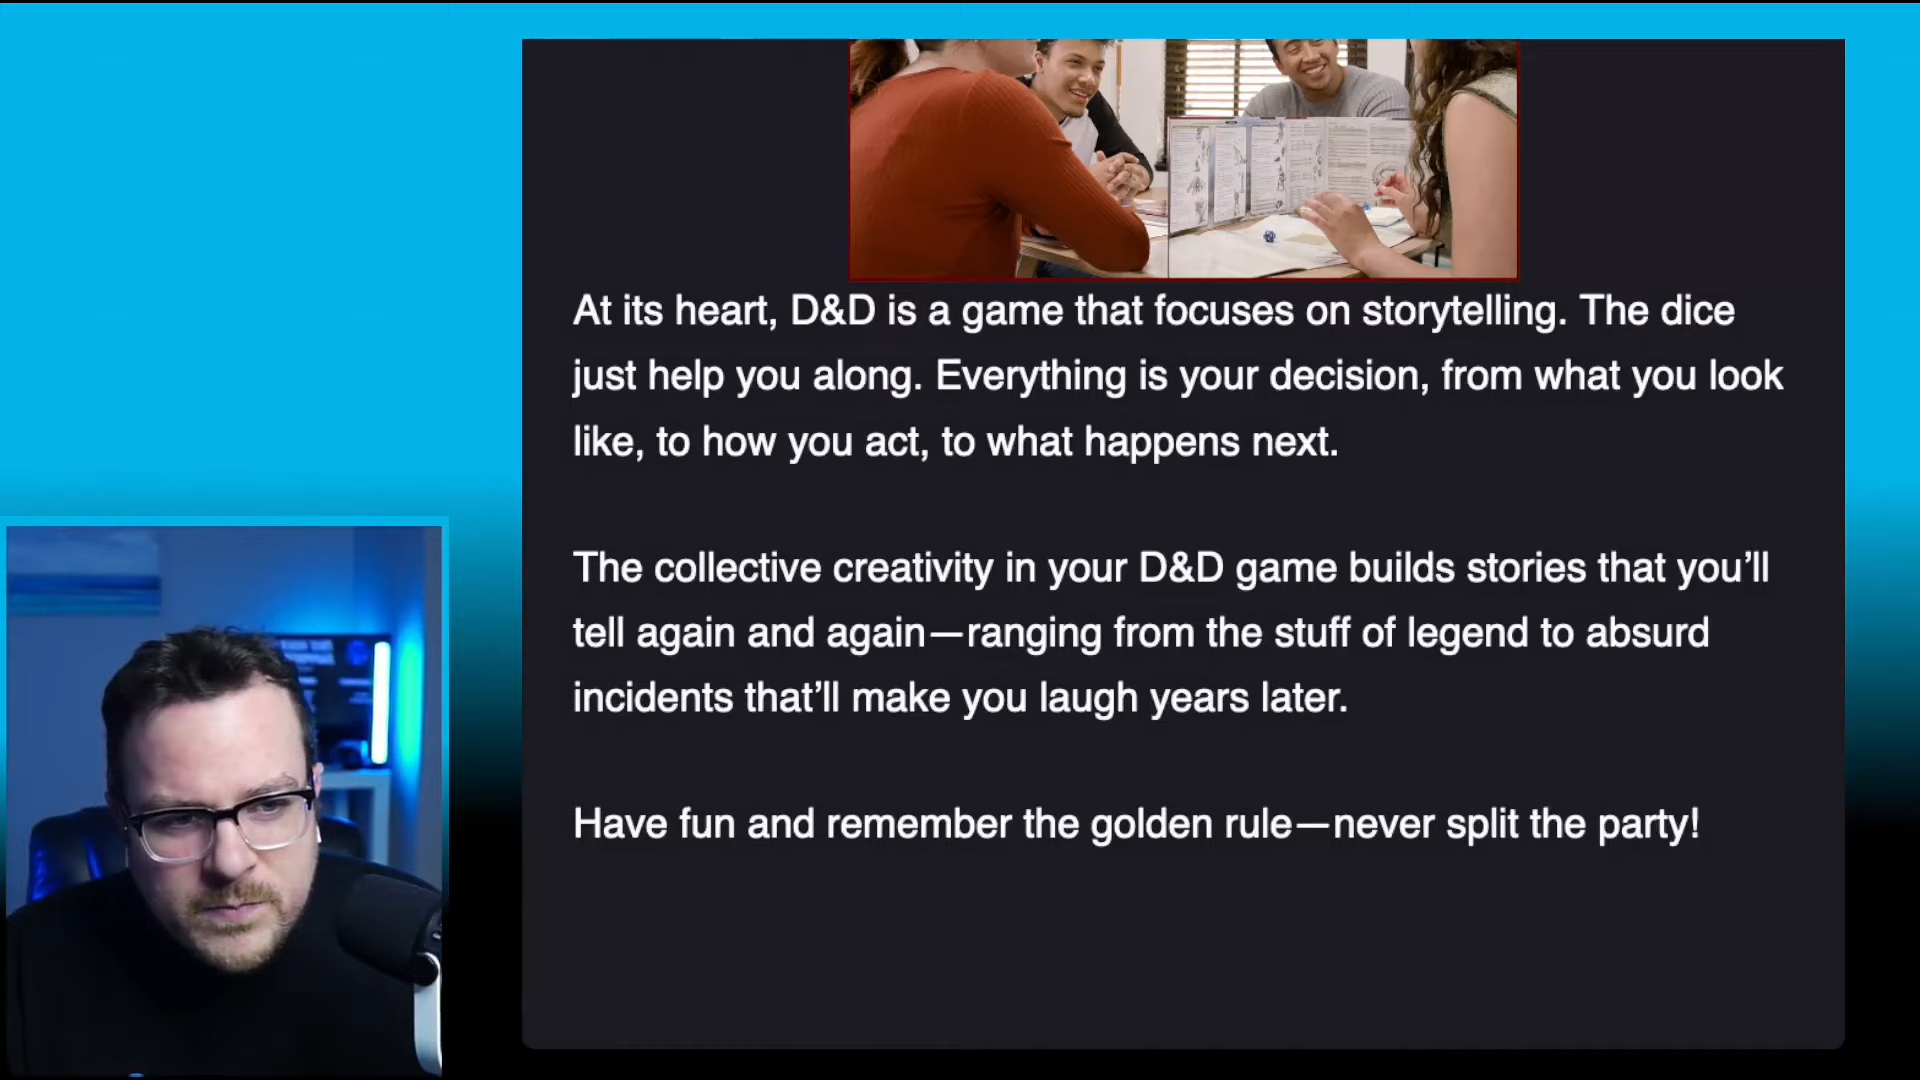 At its heart, D&D is a game that focuses on storytelling. The dice
just help you along. Everything is your decision, from what you look
like, to how you act, to what happens next.
The collective creativity in your D&D game builds stories that you’ll
tell again and again—ranging from the stuff of legend to absurd
incidents that’ll make you laugh years later.
Have fun and remember the golden rule—never split the party!